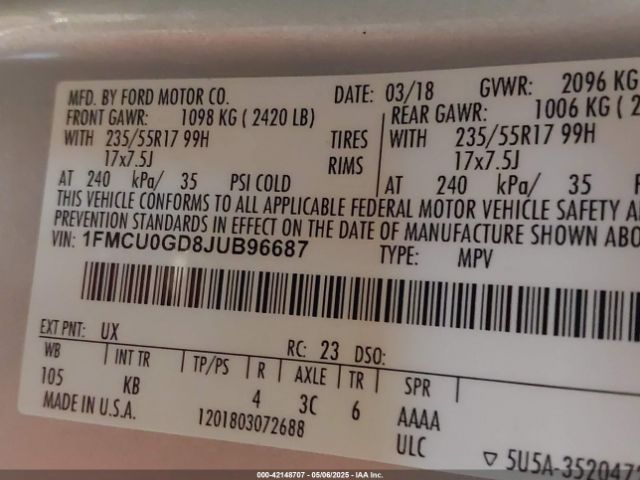 MFD. BY FORD MOTOR CO. DATE: 03/18 GVWR: 2096 KG
FRONT GAWR: 1098 KG (2420 LB) REAR GAWR: 1006 KG (2
WITH 235/55R17 99H TIRES WITH 235/55R17 99H
17x7.5J RIMS 17x7.5J
AT 240 kPa/ 35 PSI COLD AT 240 kPa/ 35
THIS VEHICLE CONFORMS TO ALL APPLICABLE FEDERAL MOTOR VEHICLE SAFETY A
PREVENTION STANDARDS IN EFFECT ON THE DATE OF MANUFACTURE SHOWN ABO
VIN: 1FMCU0GD8JUB96687 TYPE: MPV
EXT PNT: UX RC: 23 DSO:
WB INT TR TP/PS R AXLE TR SPR
105 KB 4 3C 6 AAAA
MADE IN U.S.A. 1201803072688 ULC
▽ 5U5A-3520472
000-42148707 - 05/06/2025 - IAA Inc.